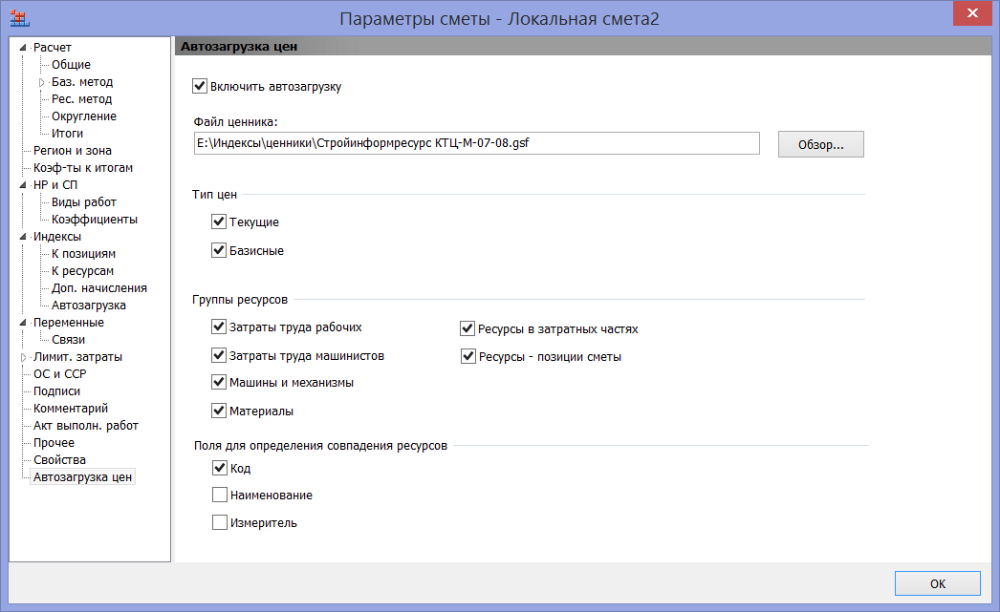 Параметры сметы - Локальная смета2
Расчет
Общие
Баз. метод
Рес. метод
Округление
Итоги
Регион и зона
Коэф-ты к итогам
НР и СП
Виды работ
Коэффициенты
Индексы
К позициям
К ресурсам
Доп. начисления
Автозагрузка
Переменные
Связи
Лимит. затраты
ОС и ССР
Подписи
Комментарий
Акт выполн. работ
Прочее
Свойства
Автозагрузка цен
Автозагрузка цен
Включить автозагрузку
Файл ценника:
E:\Индексы\ценники\Стройинформресурс КТЦ-М-07-08.gsf
Обзор...
Тип цен
Текущие
Базисные
Группы ресурсов
Затраты труда рабочих
Затраты труда машинистов
Машины и механизмы
Материалы
Ресурсы в затратных частях
Ресурсы - позиции сметы
Поля для определения совпадения ресурсов
Код
Наименование
Измеритель
ОК